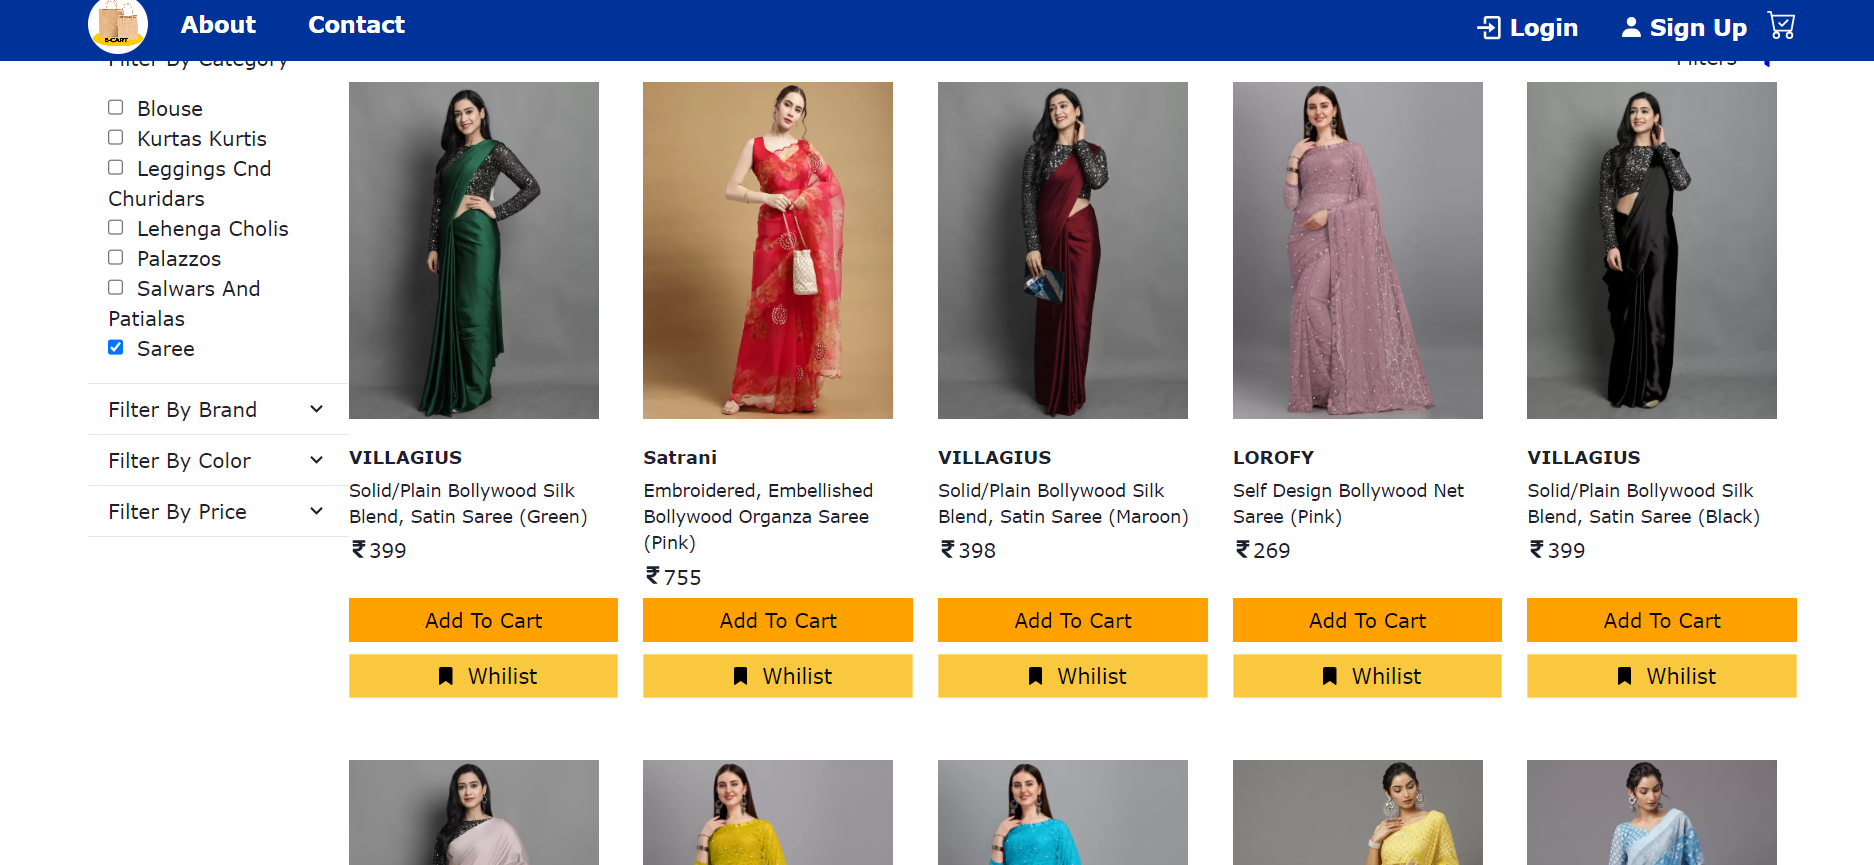 E-CART
About
Contact
Login
Sign Up
Filter By Category
Filters
Blouse
Kurtas Kurtis
Leggings Cnd
Churidars
Lehenga Cholis
Palazzos
Salwars And
Patialas
Saree
Filter By Brand
Filter By Color
Filter By Price
VILLAGIUS
Solid/Plain Bollywood Silk
Blend, Satin Saree (Green)
₹399
Add To Cart
Whilist
Satrani
Embroidered, Embellished
Bollywood Organza Saree
(Pink)
₹755
Add To Cart
Whilist
VILLAGIUS
Solid/Plain Bollywood Silk
Blend, Satin Saree (Maroon)
₹398
Add To Cart
Whilist
LOROFY
Self Design Bollywood Net
Saree (Pink)
₹269
Add To Cart
Whilist
VILLAGIUS
Solid/Plain Bollywood Silk
Blend, Satin Saree (Black)
₹399
Add To Cart
Whilist